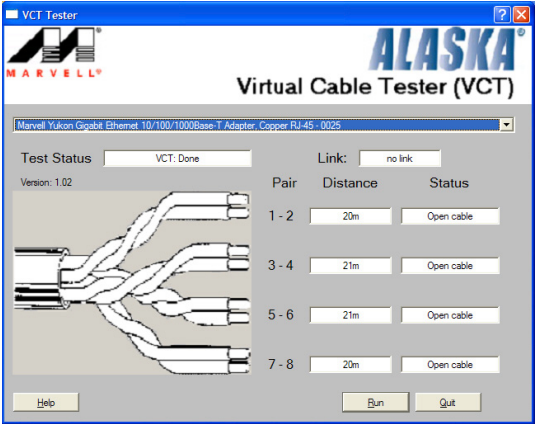 VCT Tester
MARVELL®
ALASKA®
Virtual Cable Tester (VCT)
Marvell Yukon Gigabit Ethernet 10/100/1000Base-T Adapter, Copper RJ-45 - 0025
Test Status VCT: Done Link: no link
Version: 1.02 Pair Distance Status
1 - 2 20m Open cable
3 - 4 21m Open cable
5 - 6 21m Open cable
7 - 8 20m Open cable
Help Run Quit